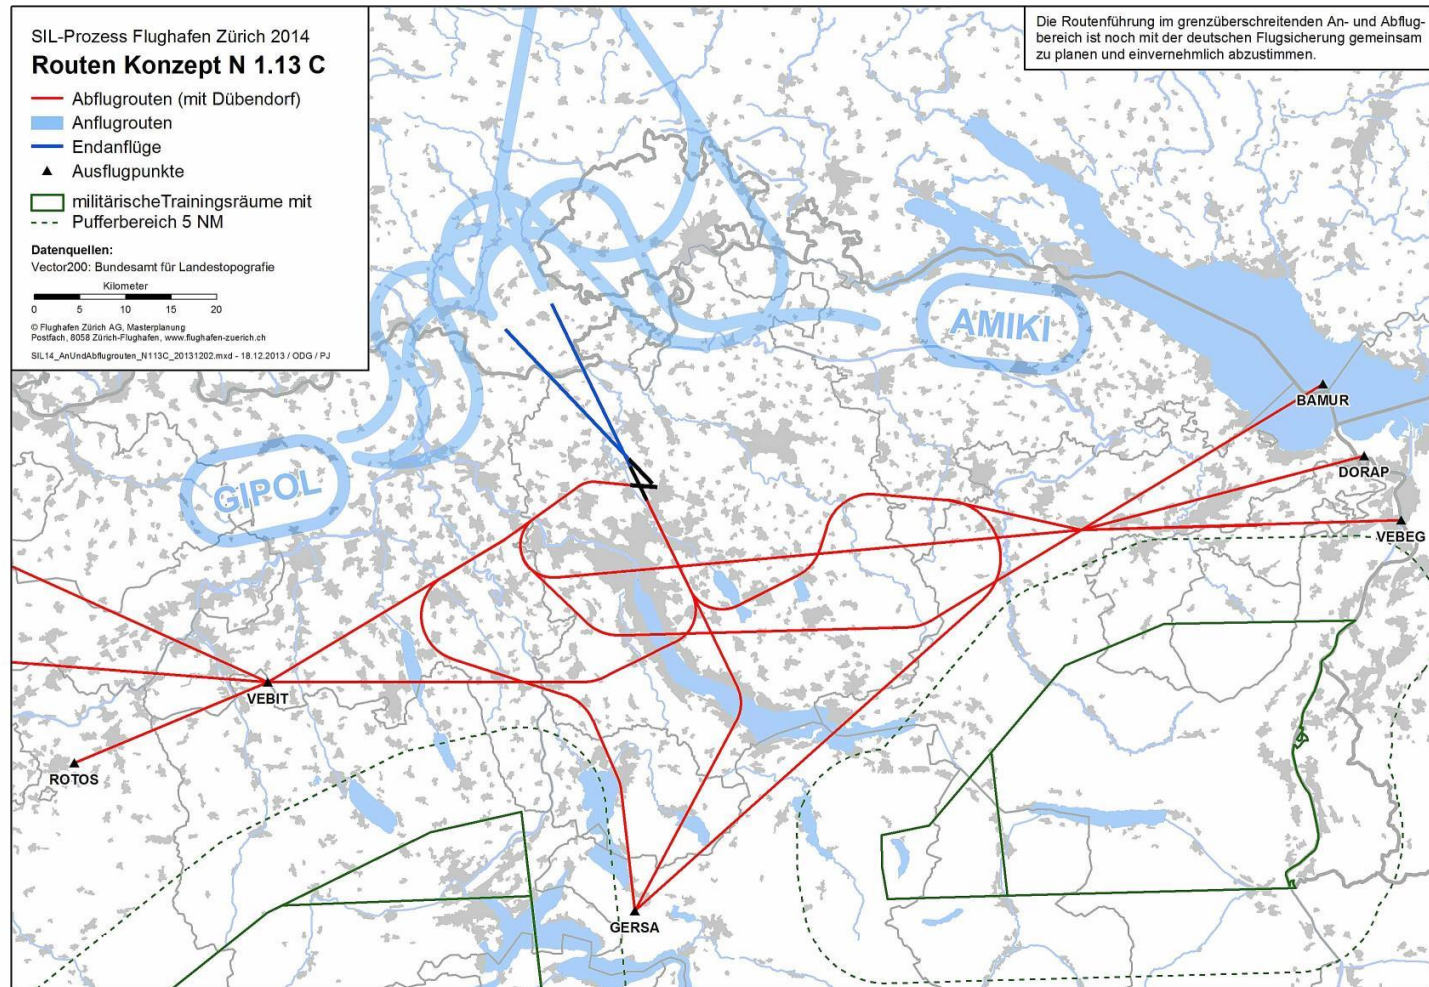 SIL-Prozess Flughafen Zürich 2014
Routen Konzept N 1.13 C
Abflugrouten (mit Dübendorf)
Anflugrouten
Endanflüge
Ausflugpunkte
militärischeTrainingsräume mit
Pufferbereich 5 NM
Datenquellen:
Vector200: Bundesamt für Landestopografie
Kilometer
0 5 10 15 20
© Flughafen Zürich AG, Masterplanung
Postfach, 8058 Zürich-Flughafen, www.flughafen-zuerich.ch
SIL14_AnUndAbflugrouten_N113C_20131202.mxd - 18.12.2013 / ODG / PJ
Die Routenführung im grenzüberschreitenden An- und Abflug-
bereich ist noch mit der deutschen Flugsicherung gemeinsam
zu planen und einvernehmlich abzustimmen.
AMIKI
BAMUR
DORAP
GIPOL
VEBEG
VEBIT
ROTOS
GERSA